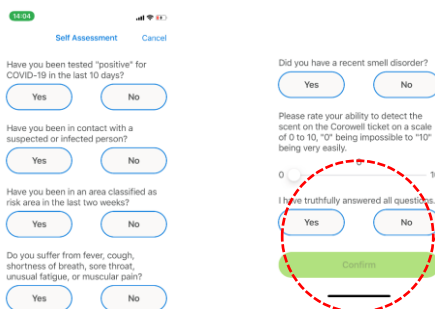 14:04
Self Assessment
Cancel
Have you been tested "positive" for
COVID-19 in the last 10 days?
Yes
No
Have you been in contact with a
suspected or infected person?
Yes
No
Have you been in an area classified as
risk area in the last two weeks?
Yes
No
Do you suffer from fever, cough,
shortness of breath, sore throat,
unusual fatigue, or muscular pain?
Yes
No
Did you have a recent smell disorder?
Yes
No
Please rate your ability to detect the
scent on the Corowell ticket on a scale
of 0 to 10, "0" being impossible to "10"
being very easily.
0
0
I have truthfully answered all questions.
Yes
No
Confirm